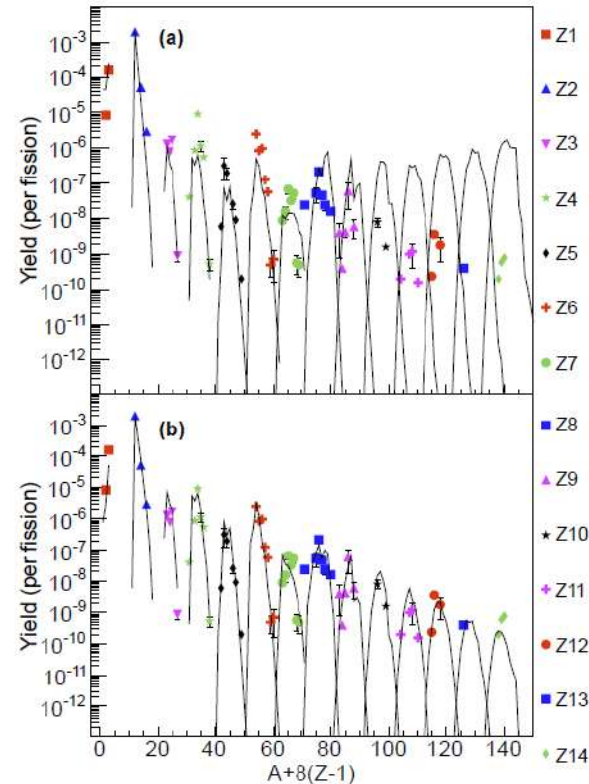 (a)
10⁻³
10⁻⁴
10⁻⁵
10⁻⁶
10⁻⁷
10⁻⁸
10⁻⁹
10⁻¹⁰
10⁻¹¹
10⁻¹²
Yield (per fission)
(b)
10⁻³
10⁻⁴
10⁻⁵
10⁻⁶
10⁻⁷
10⁻⁸
10⁻⁹
10⁻¹⁰
10⁻¹¹
10⁻¹²
Yield (per fission)
0 20 40 60 80 100 120 140
A+8(Z-1)
Z1
Z2
Z3
Z4
Z5
Z6
Z7
Z8
Z9
Z10
Z11
Z12
Z13
Z14